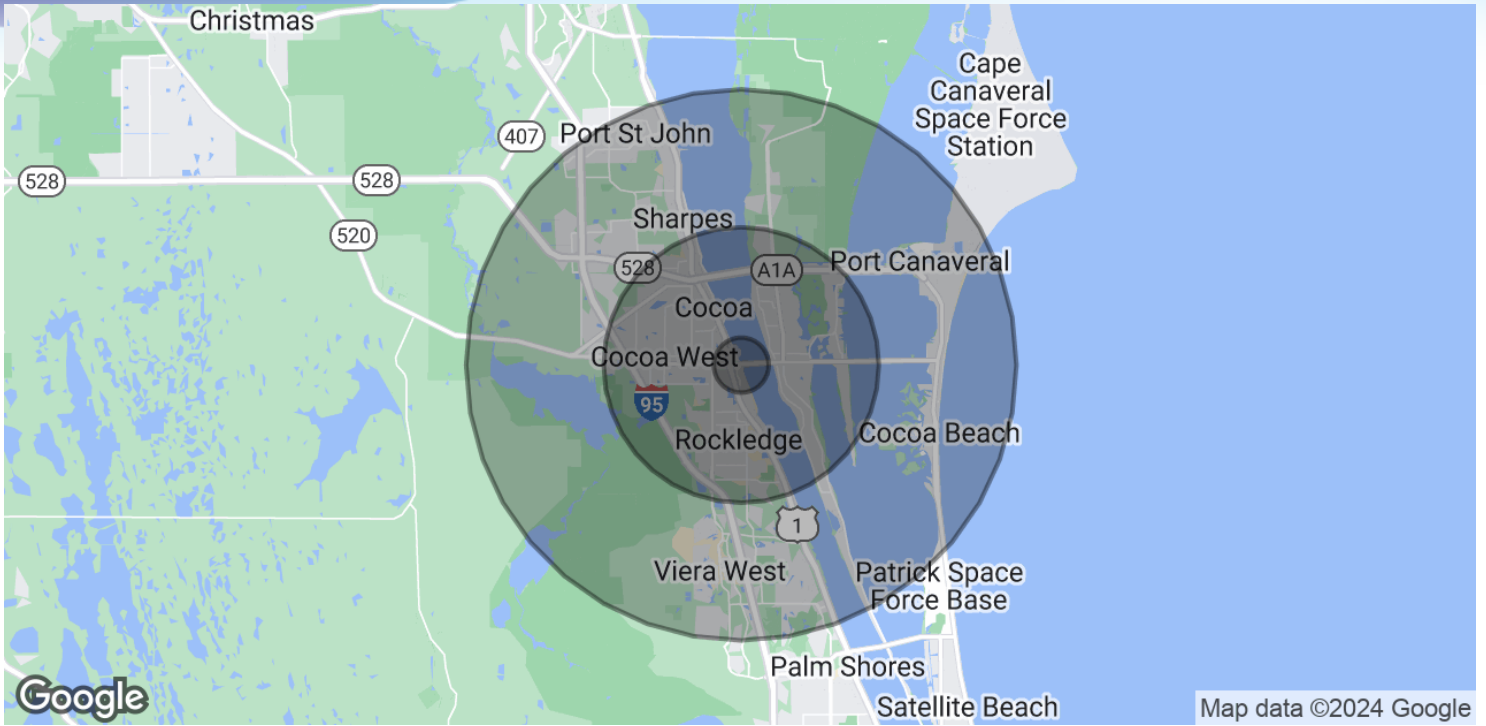 Christmas
Cape
Canaveral
Space Force
Station
407
Port St John
528
528
520
Sharpes
528
A1A
Port Canaveral
Cocoa
Cocoa West
95
Rockledge
Cocoa Beach
1
Viera West
Patrick Space
Force Base
Palm Shores
Satellite Beach
Google
Map data ©2024 Google